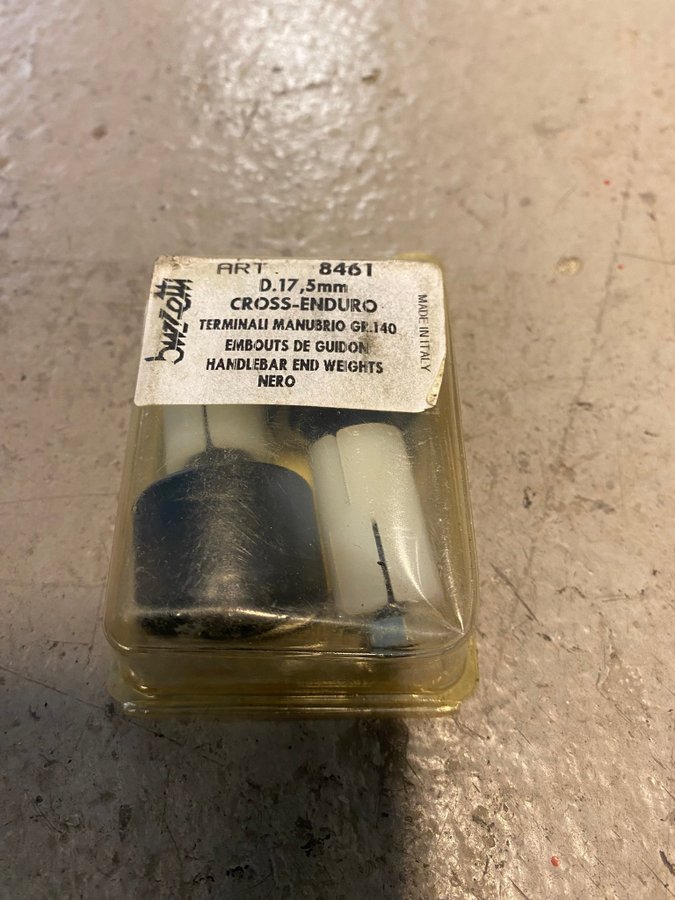 ART. 8461
D.17,5mm
CROSS-ENDURO
TERMINALI MANUBRIO GR.140
EMBOUTS DE GUIDON
HANDLEBAR END WEIGHTS
NERO
buzzetti
MADE IN ITALY